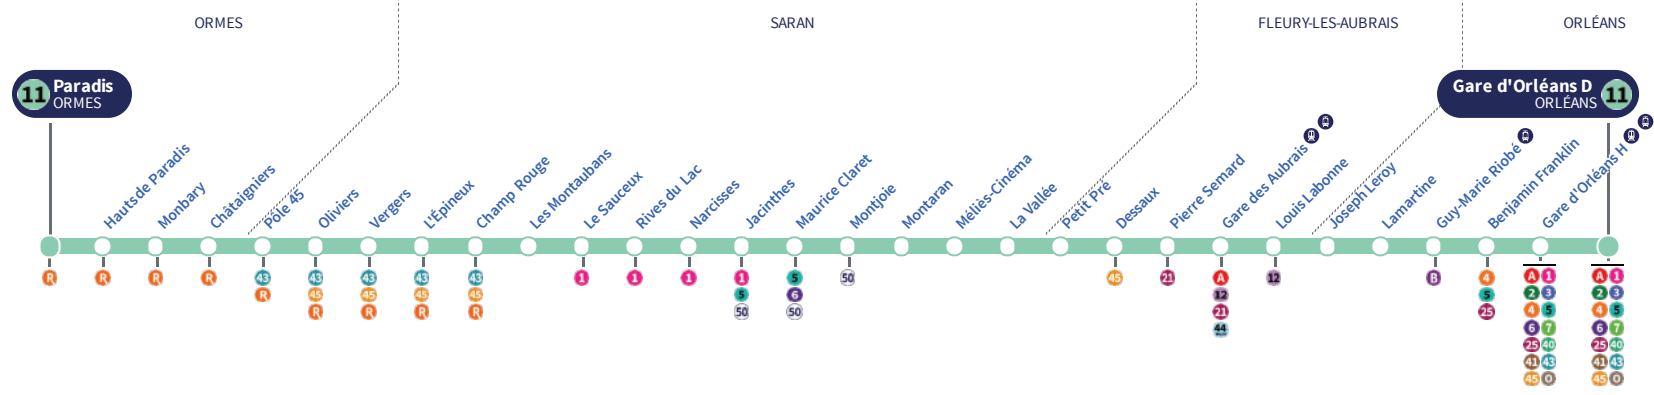 ORMES
SARAN
FLEURY-LES-AUBRAIS
ORLÉANS
11 Paradis
ORMES
Gare d'Orléans D 11
ORLÉANS
Hauts de Paradis
Monbary
Châtaigniers
Pôle 45
Oliviers
Vergers
L'Épineux
Champ Rouge
Les Montaubans
Le Sauceux
Rives du Lac
Narcisses
Jacinthes
Maurice Claret
Montjoie
Montaran
Méliès-Cinéma
La Vallée
Petit Pré
Dessaux
Pierre Semard
Gare des Aubrais
Louis Labonne
Joseph Leroy
Lamartine
Guy-Marie Riobé
Benjamin Franklin
Gare d'Orléans H
R
R
R
R
43
R
43
45
R
43
45
R
43
45
R
43
45
R
1
1
1
1
5
50
5
6
50
50
45
21
A
12
21
44
12
B
4
5
25
A 1
2 3
4 5
6 7
25 40
41 43
45 O
A 1
2 3
4 5
6 7
25 40
41 43
45 O